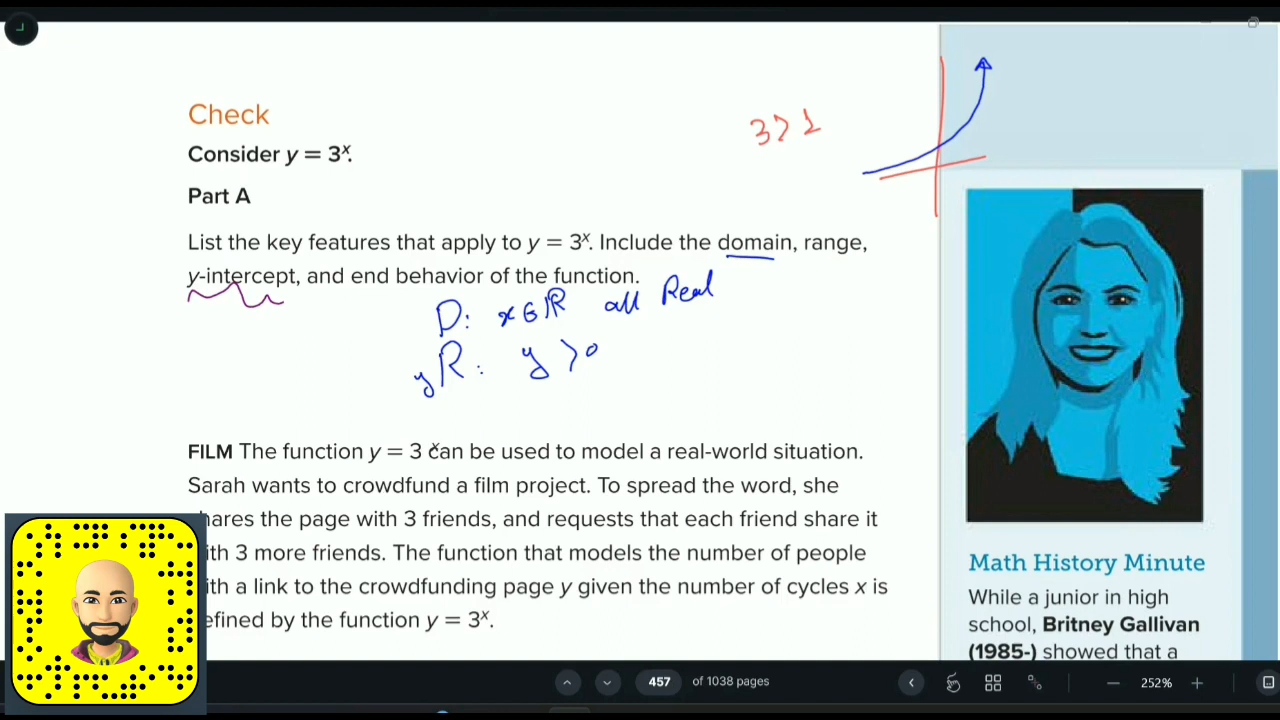 Check
Consider y = 3ˣ.
3 > 1
Part A
List the key features that apply to y = 3ˣ. Include the domain, range,
y-intercept, and end behavior of the function.
D: x ∈ ℝ all Real
y R: y > 0
FILM The function y = 3 ˣcan be used to model a real-world situation.
Sarah wants to crowdfund a film project. To spread the word, she
hares the page with 3 friends, and requests that each friend share it
ith 3 more friends. The function that models the number of people
ith a link to the crowdfunding page y given the number of cycles x is
efined by the function y = 3ˣ.
Math History Minute
While a junior in high
school, Britney Gallivan
(1985-) showed that a
457 of 1038 pages
252%